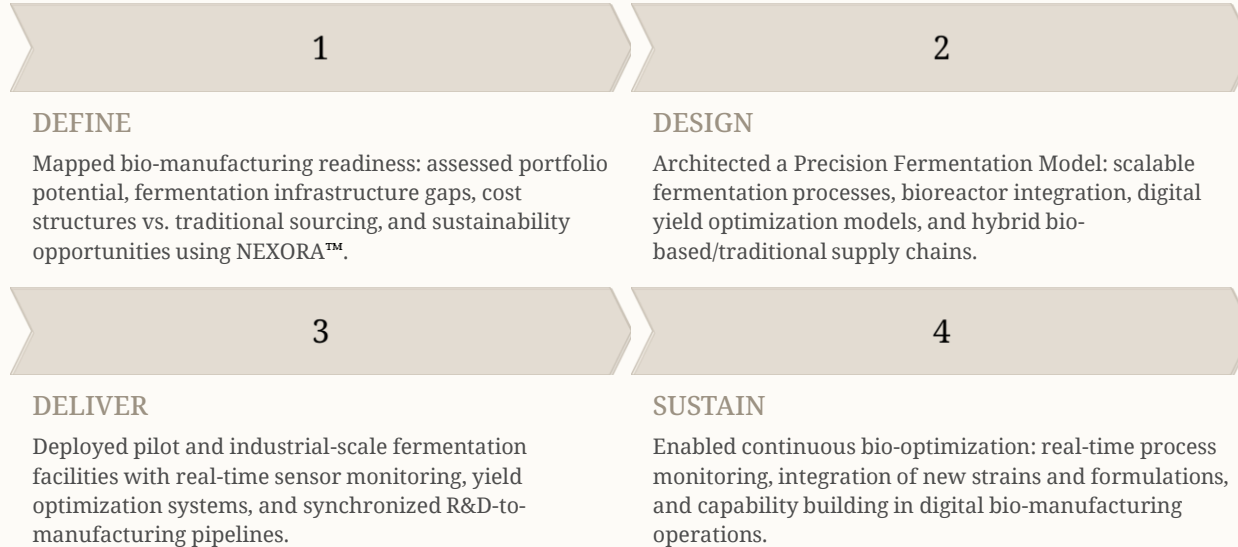 1
DEFINE
Mapped bio-manufacturing readiness: assessed portfolio
potential, fermentation infrastructure gaps, cost
structures vs. traditional sourcing, and sustainability
opportunities using NEXORA™.
2
DESIGN
Architected a Precision Fermentation Model: scalable
fermentation processes, bioreactor integration, digital
yield optimization models, and hybrid bio-
based/traditional supply chains.
3
DELIVER
Deployed pilot and industrial-scale fermentation
facilities with real-time sensor monitoring, yield
optimization systems, and synchronized R&D-to-
manufacturing pipelines.
4
SUSTAIN
Enabled continuous bio-optimization: real-time process
monitoring, integration of new strains and formulations,
and capability building in digital bio-manufacturing
operations.